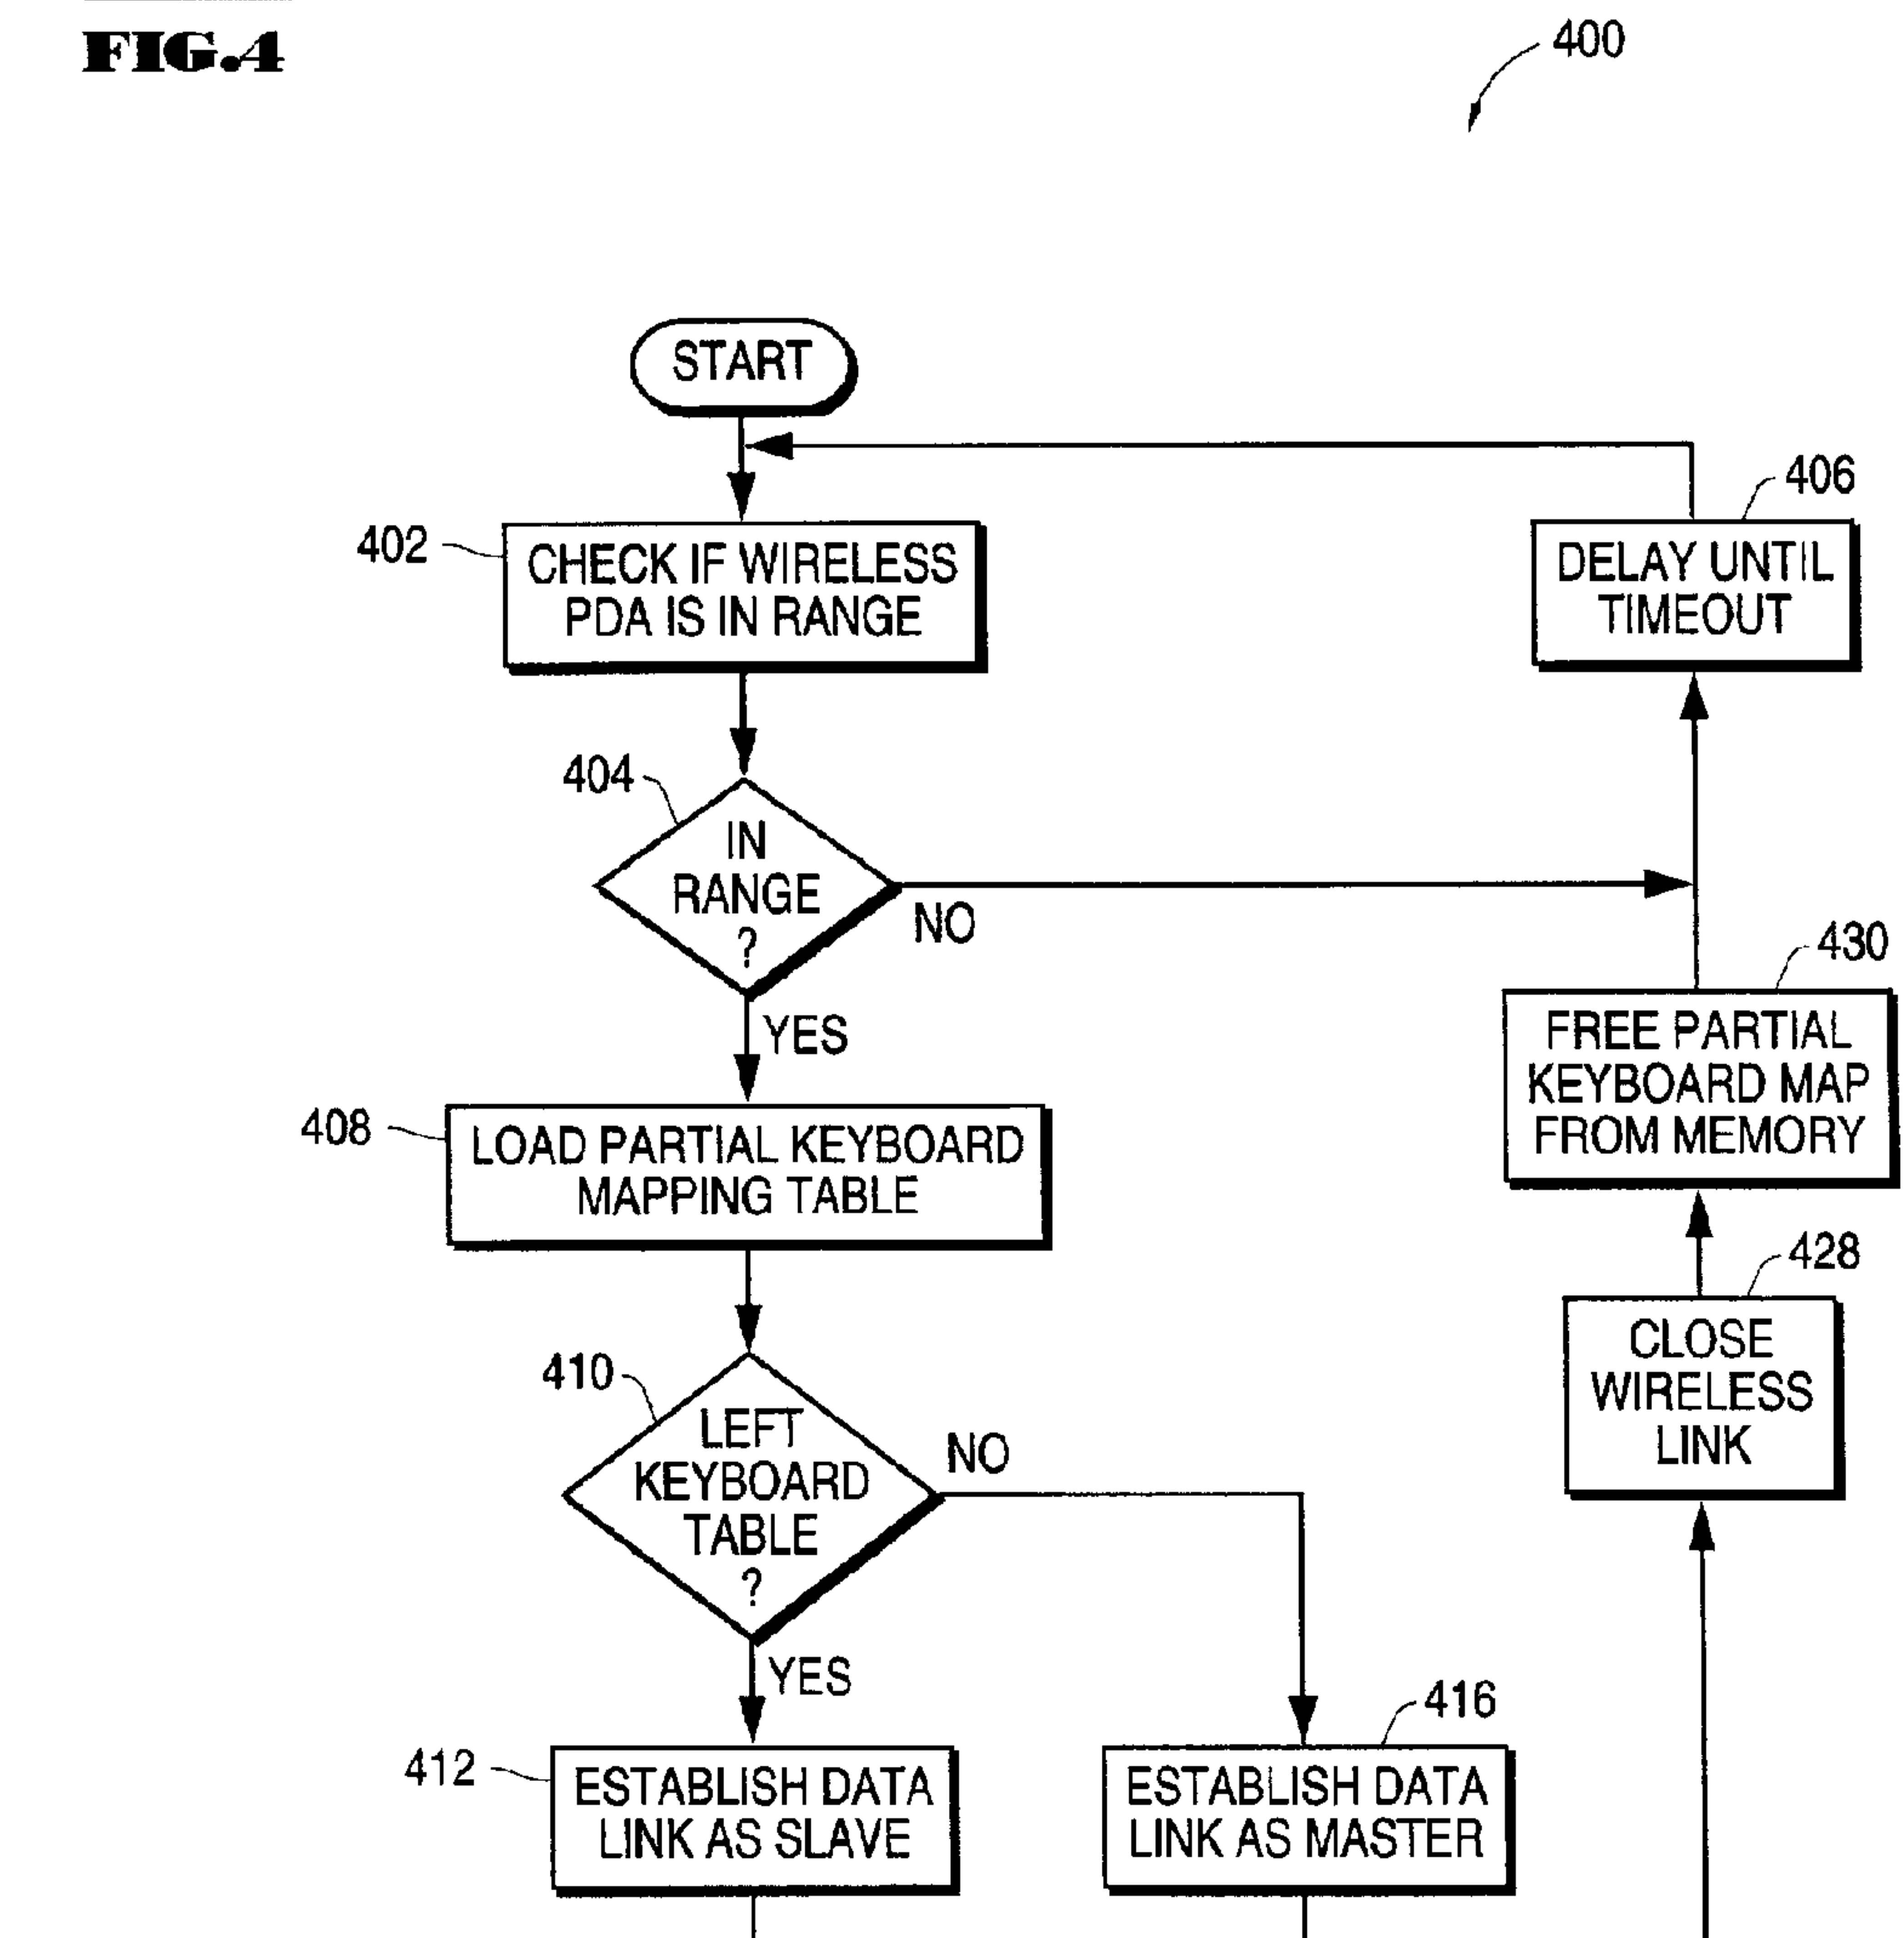 FIG.4
400
START
406
402
CHECK IF WIRELESS
PDA IS IN RANGE
DELAY UNTIL
TIMEOUT
404
IN
RANGE
?
NO
430
YES
FREE PARTIAL
KEYBOARD MAP
FROM MEMORY
408
LOAD PARTIAL KEYBOARD
MAPPING TABLE
428
CLOSE
WIRELESS
LINK
410
LEFT
KEYBOARD
TABLE
?
NO
YES
416
412
ESTABLISH DATA
LINK AS SLAVE
ESTABLISH DATA
LINK AS MASTER